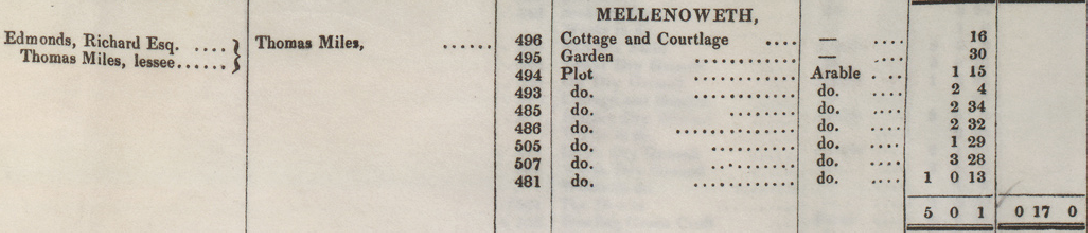 MELLENOWETH,
Edmonds, Richard Esq. .... } Thomas Miles, ...... 496 Cottage and Courtlage .... — .... 16
Thomas Miles, lessee...... } 495 Garden ............ — .... 30
494 Plot ............ Arable .... 1 15
493 do. ............ do. .... 2 4
485 do. ........ do. .... 2 34
486 do. .............. do. .... 2 32
505 do. .......... do. .... 1 29
507 do. .......... do. .... 3 28
481 do. ............ do. .... 1 0 13
5 0 1 0 17 0